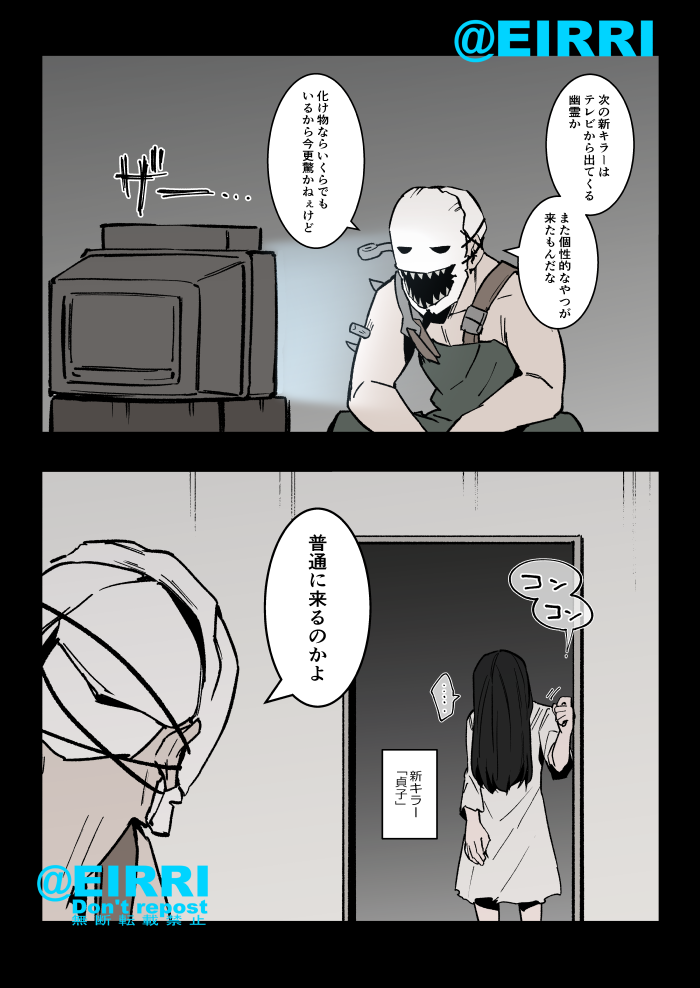 @EIRRI
次の新キラーは
テレビから出てくる
幽霊か
また個性的なやつが
来たもんだな
化け物ならいくらでも
いるから今更驚かねぇけど
ザー…
普通に来るのかよ
コン
コン
……
新キラー
「貞子」
@EIRRI
Don't repost
無断転載禁止